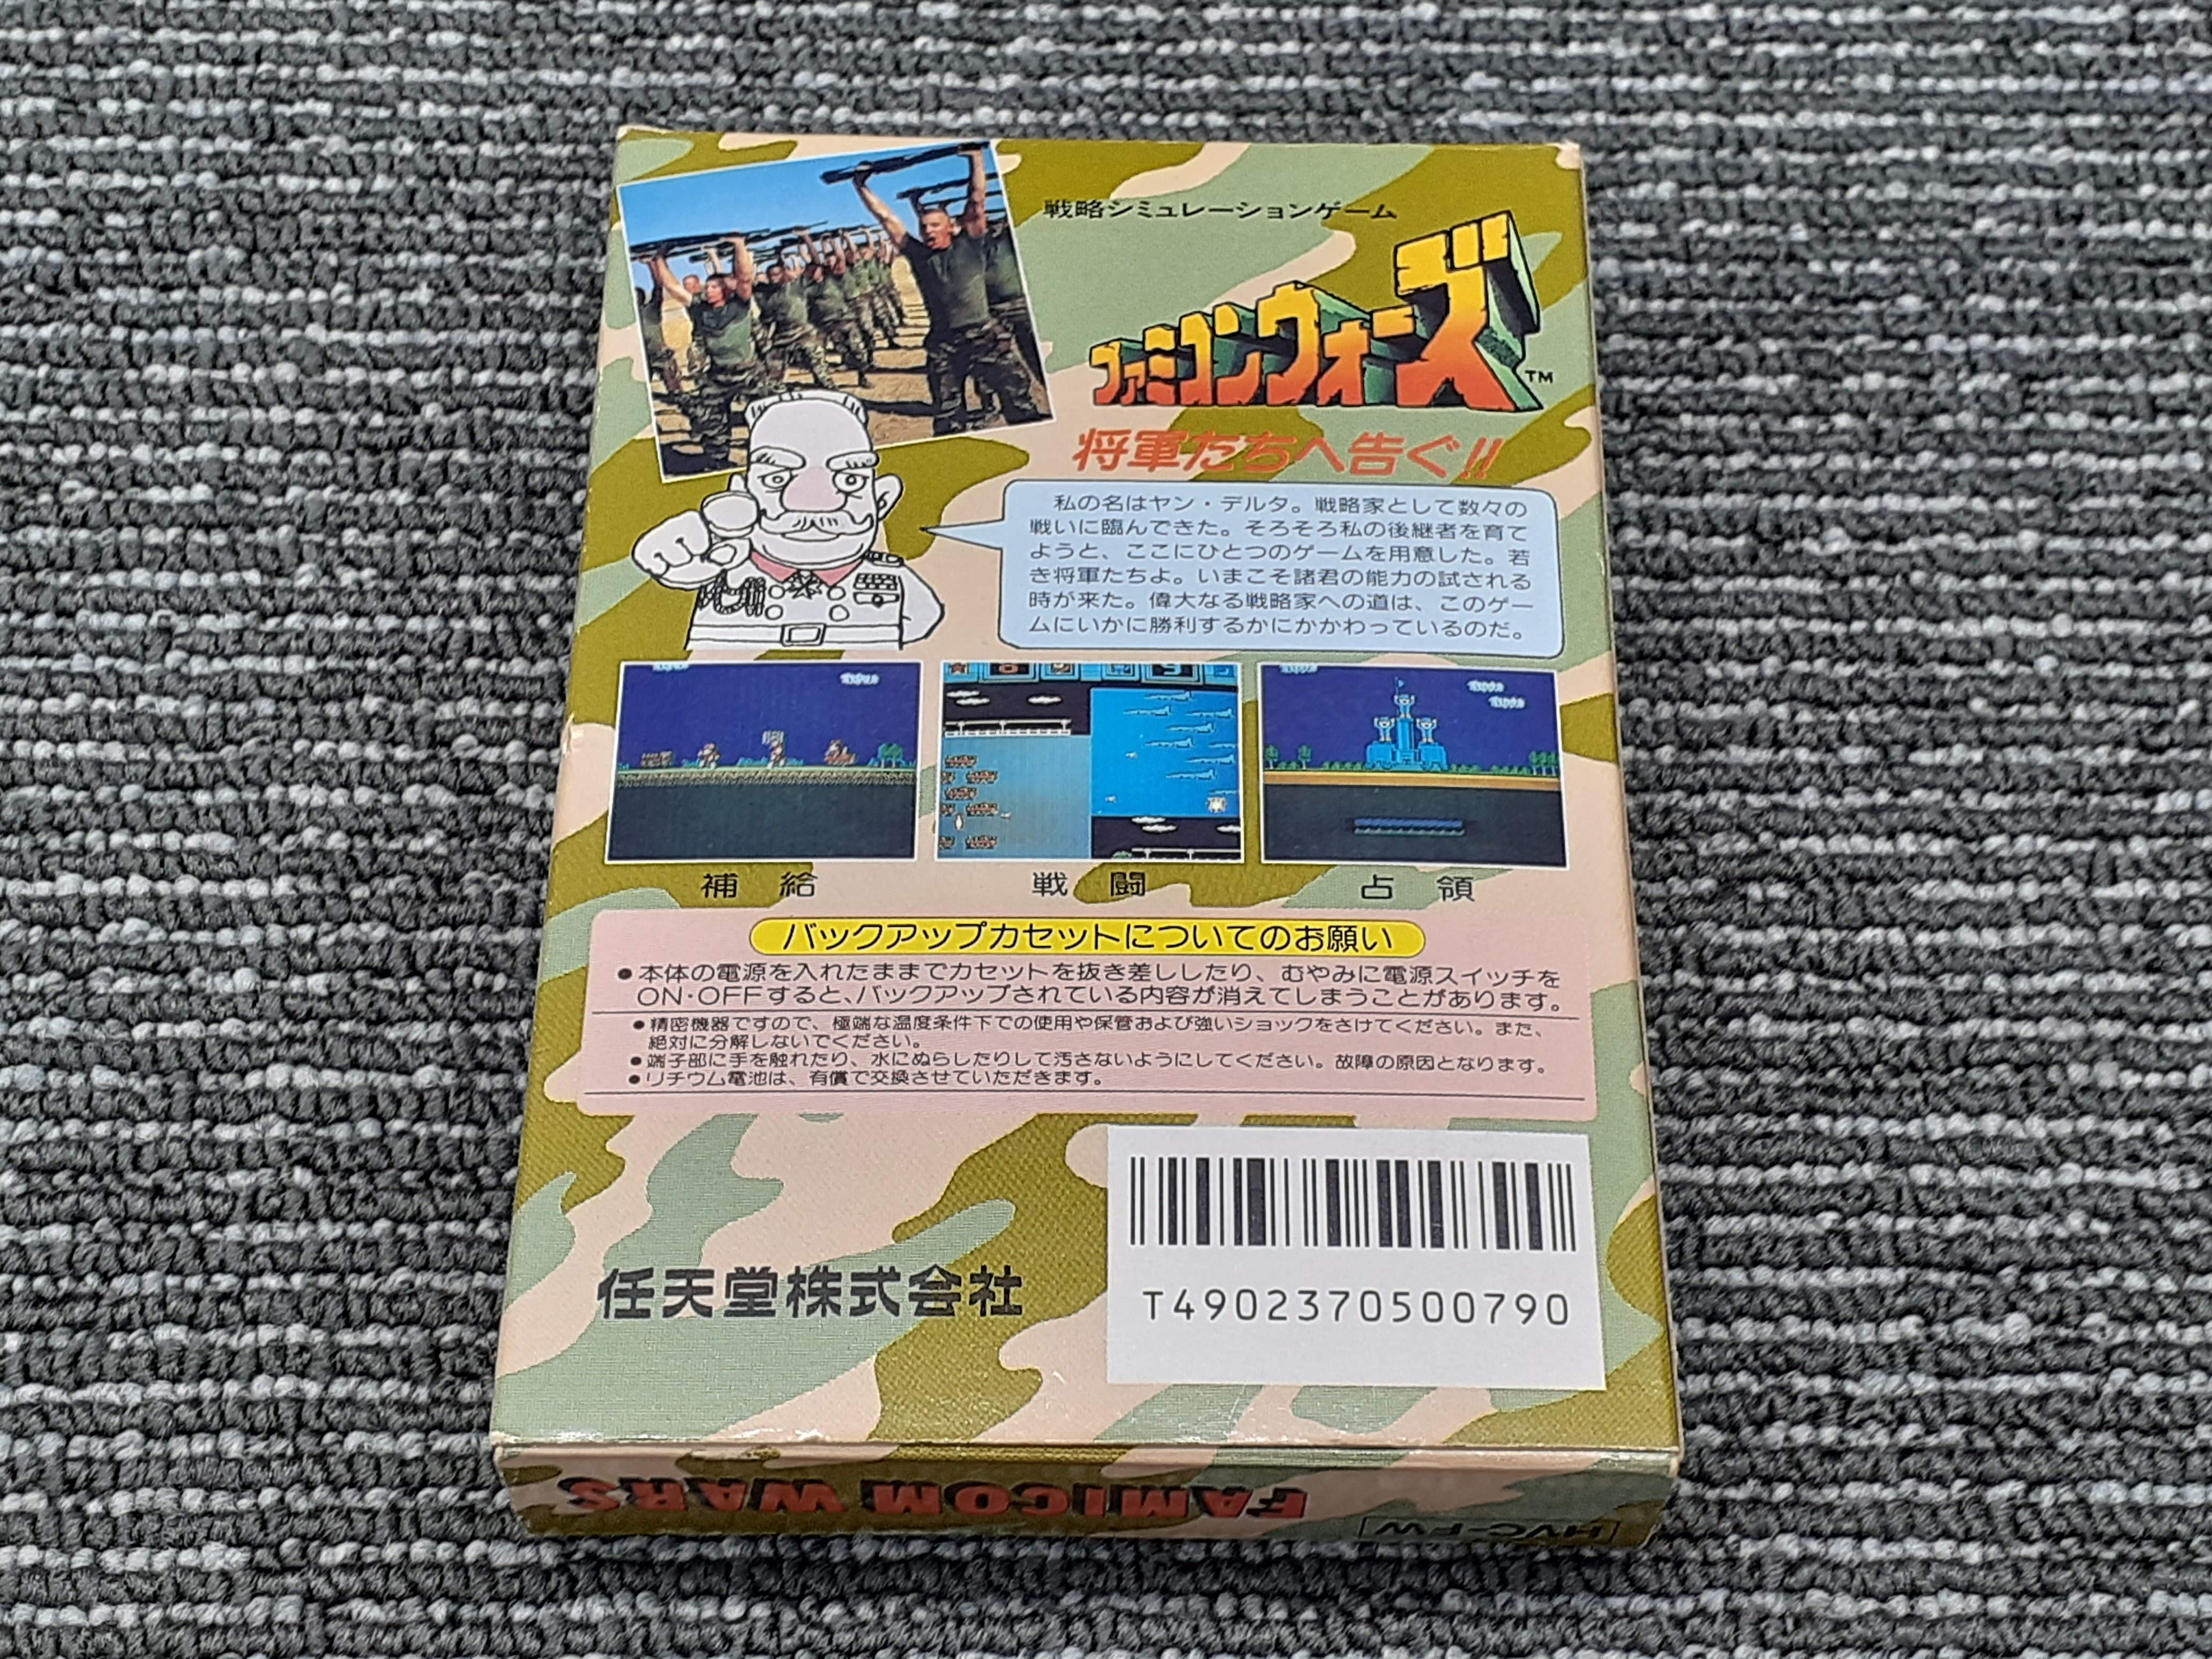 戦略シミュレーションゲーム
ファミコンウォーズ™
将軍たちへ告ぐ!!
私の名はヤン・デルタ。戦略家として数々の
戦いに臨んできた。そろそろ私の後継者を育て
ようと、ここにひとつのゲームを用意した。若
き将軍たちよ。いまこそ諸君の能力の試される
時が来た。偉大なる戦略家への道は、このゲー
ムにいかに勝利するかにかかわっているのだ。
補給
戦闘
占領
バックアップカセットについてのお願い
●本体の電源を入れたままでカセットを抜き差ししたり、むやみに電源スイッチを
ON・OFFすると、バックアップされている内容が消えてしまうことがあります。
●精密機器ですので、極端な温度条件下での使用や保管および強いショックをさけてください。また、
絶対に分解しないでください。
●端子部に手を触れたり、水にぬらしたりして汚さないようにしてください。故障の原因となります。
●リチウム電池は、有償で交換させていただきます。
任天堂株式会社
T4902370500790
FAMICOM WARS
HVC-FW